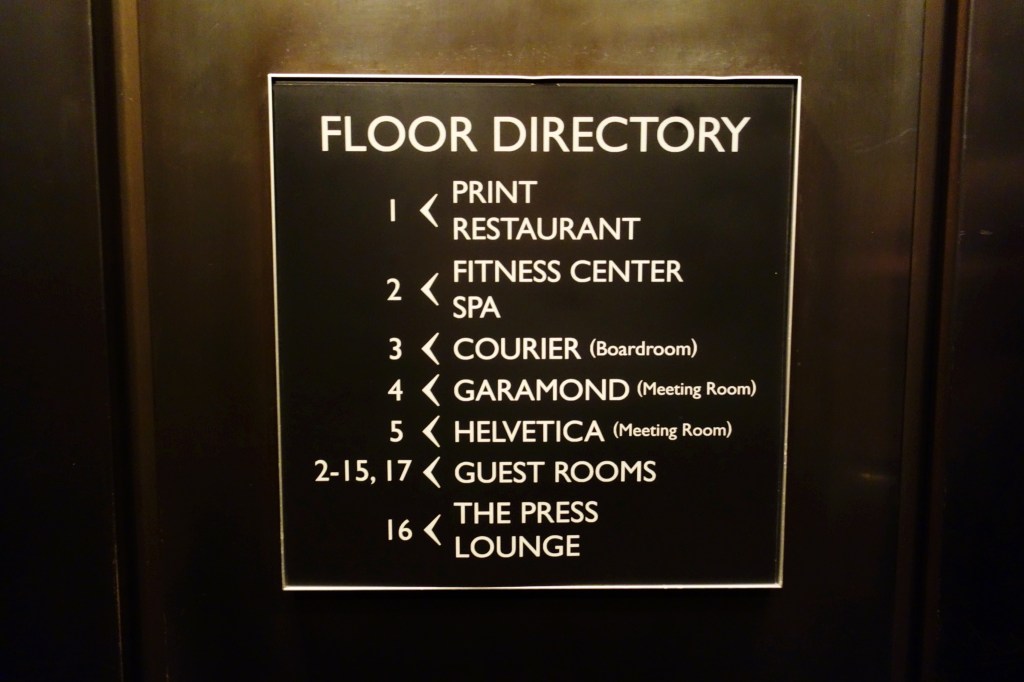 FLOOR DIRECTORY
1 < PRINT
RESTAURANT
2 < FITNESS CENTER
SPA
3 < COURIER (Boardroom)
4 < GARAMOND (Meeting Room)
5 < HELVETICA (Meeting Room)
2-15, 17 < GUEST ROOMS
16 < THE PRESS
LOUNGE